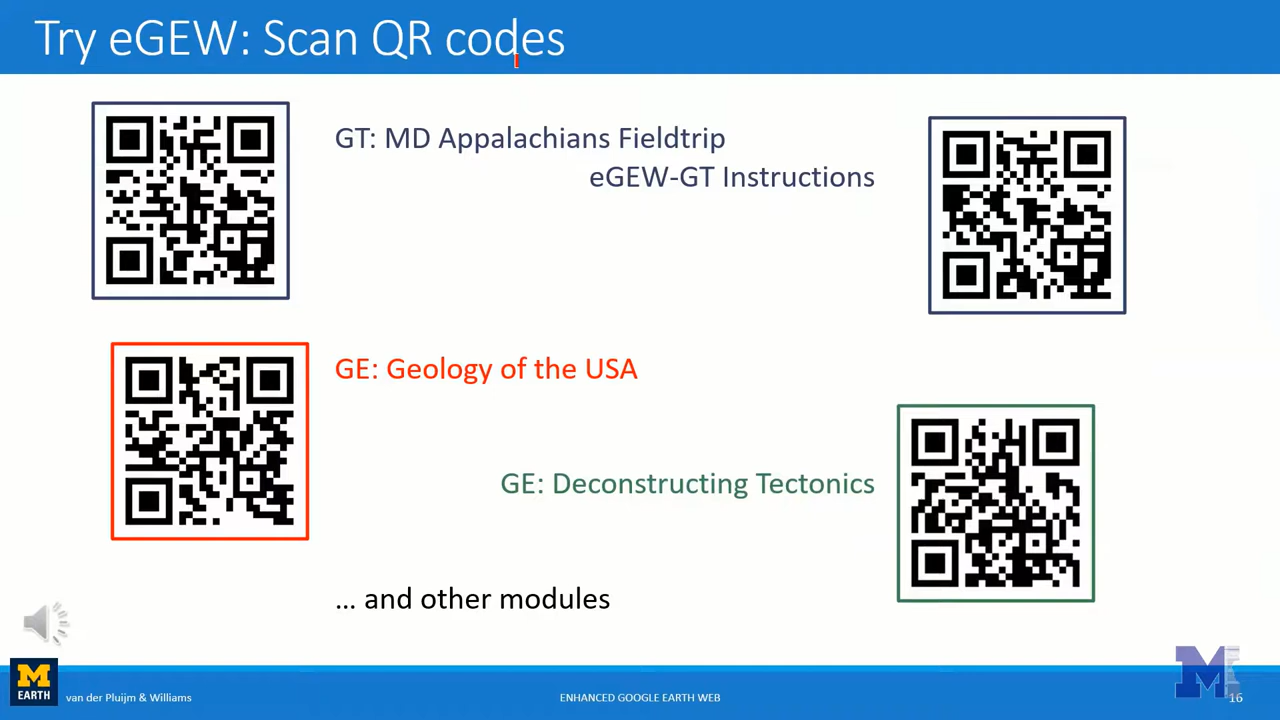 Try eGEW: Scan QR codes
GT: MD Appalachians Fieldtrip
eGEW-GT Instructions
GE: Geology of the USA
GE: Deconstructing Tectonics
... and other modules
M
EARTH
van der Pluijm & Williams
ENHANCED GOOGLE EARTH WEB
M
16